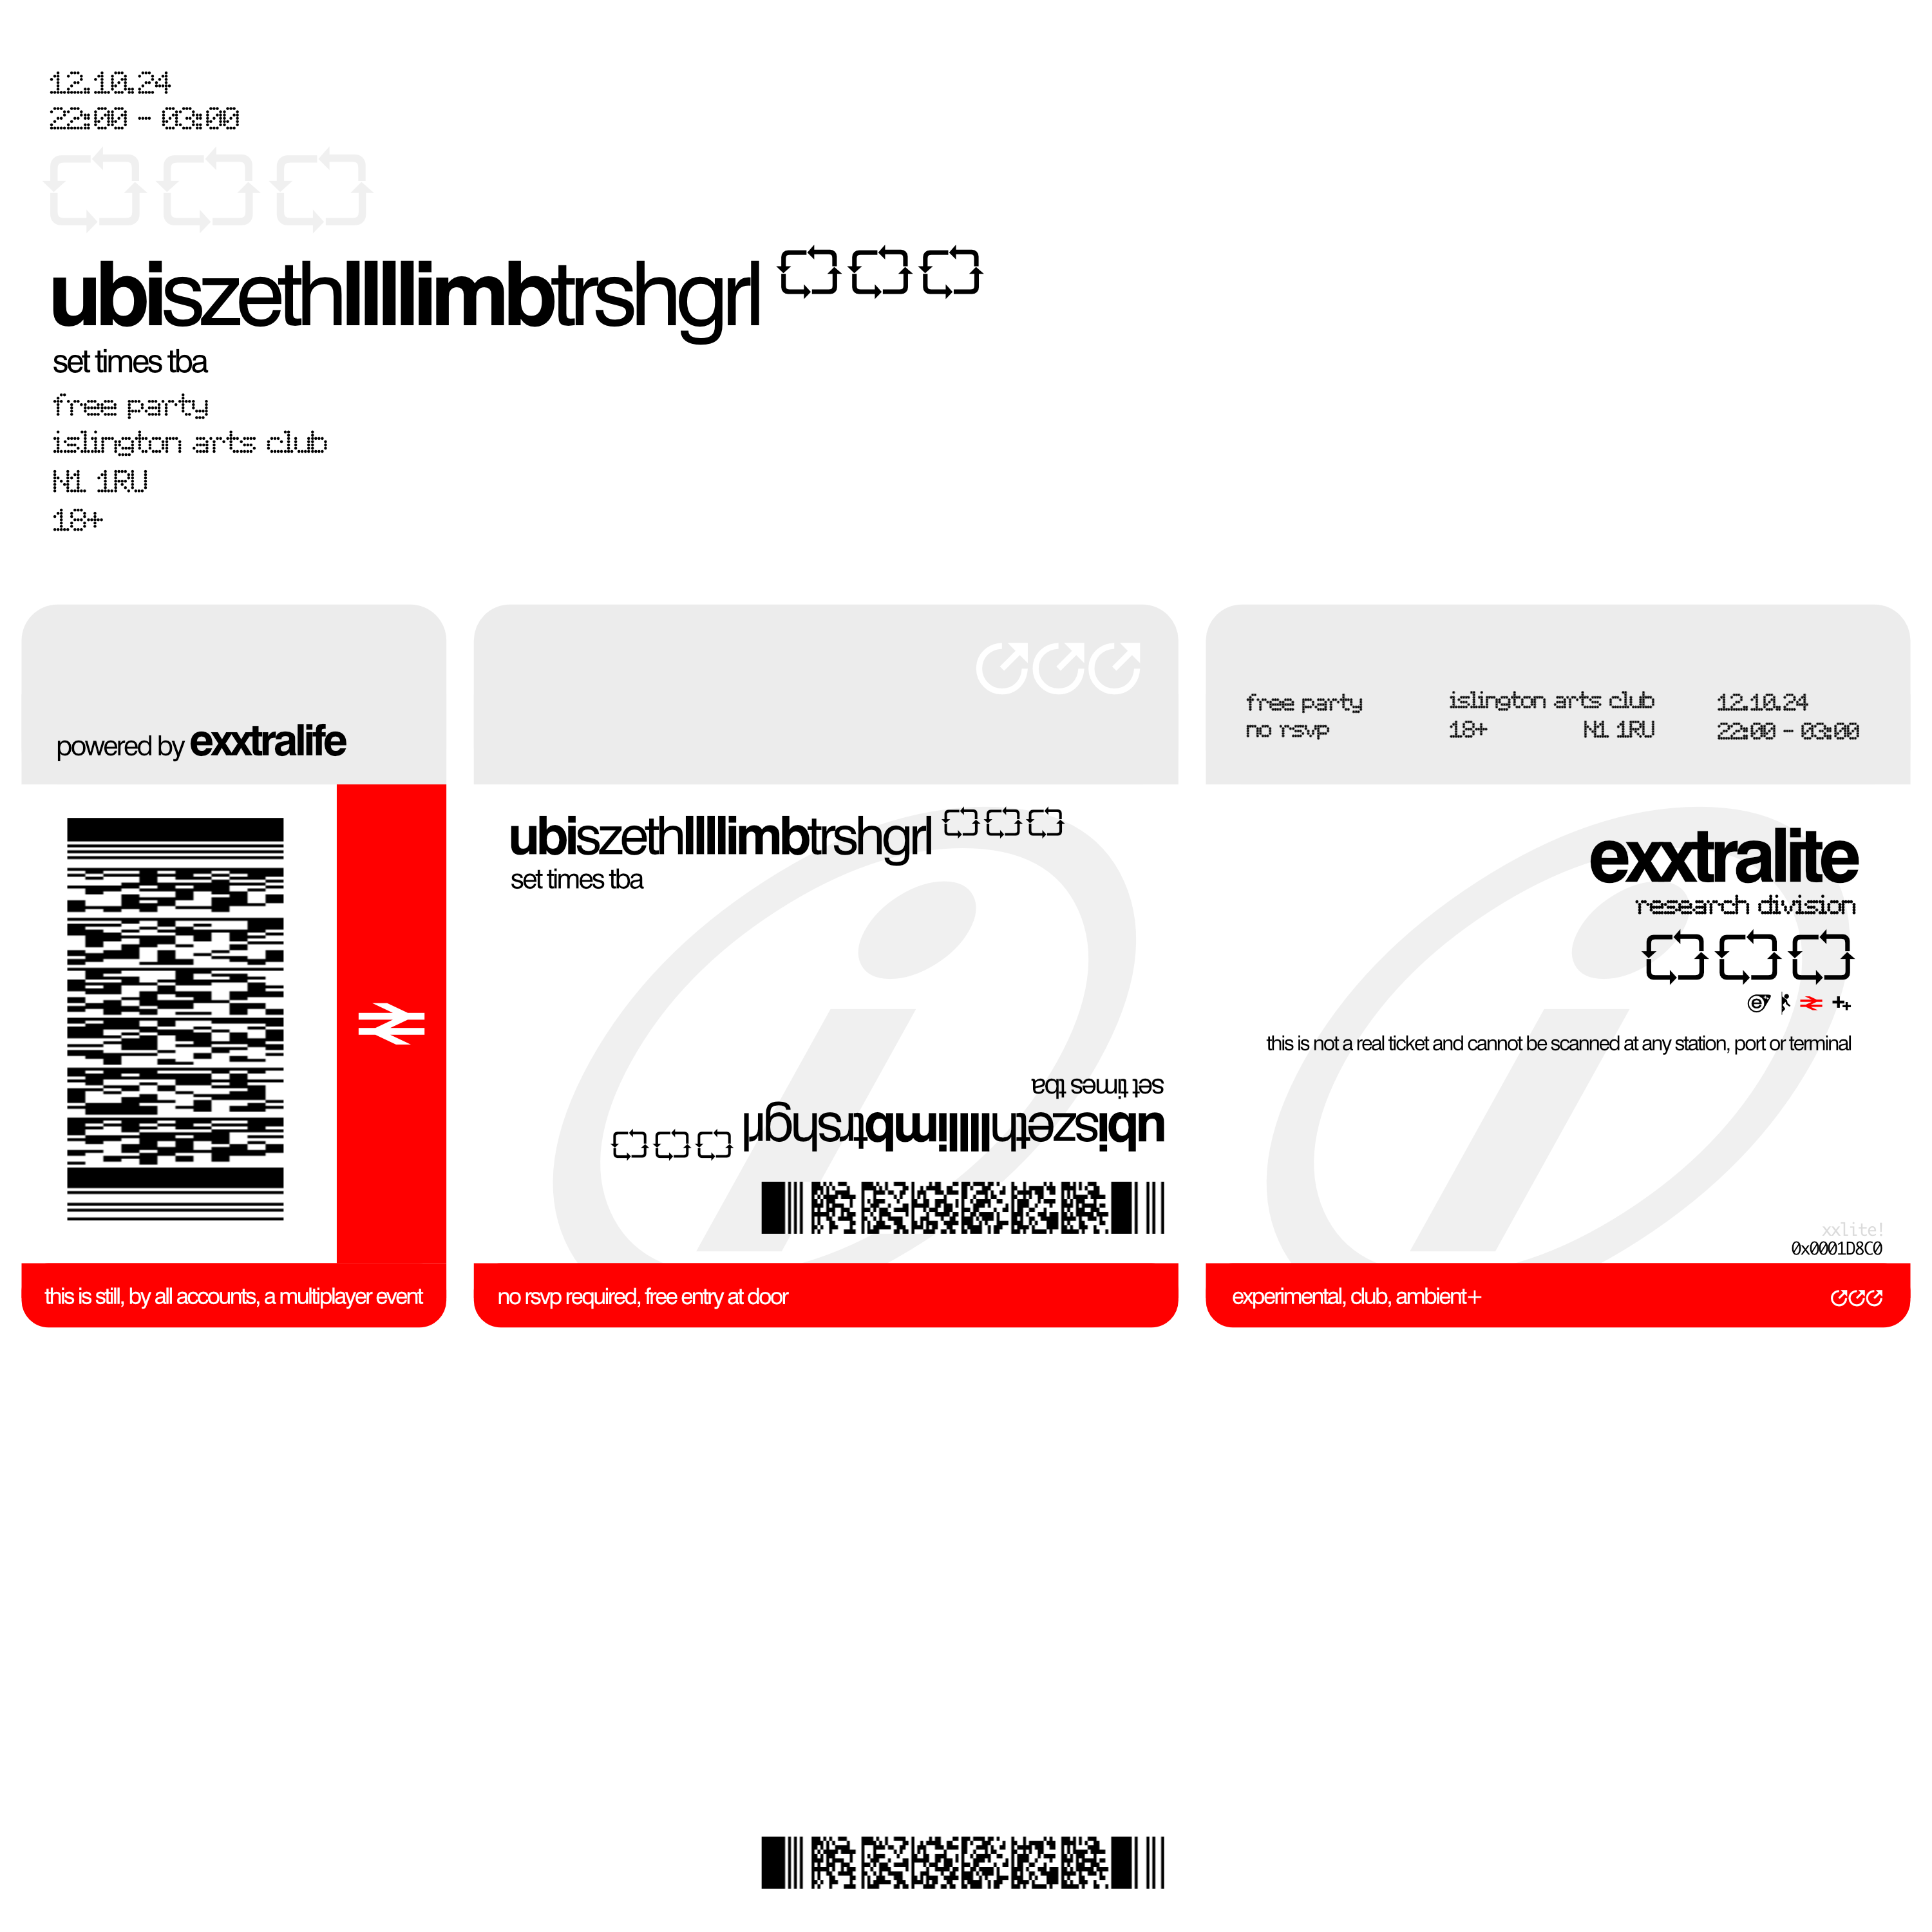 12.10.24
22:00 - 03:00
ubiszethllllimbtrshgrl
set times tba
free party
islington arts club
N1 1RU
18+
powered by exxtralife
this is still, by all accounts, a multiplayer event
ubiszethllllimbtrshgrl
set times tba
set times tba
ubiszethllllimbtrshgrl
no rsvp required, free entry at door
free party
no rsvp
islington arts club
18+ N1 1RU
12.10.24
22:00 - 03:00
exxtralite
research division
this is not a real ticket and cannot be scanned at any station, port or terminal
xxlite!
0x0001D8C0
experimental, club, ambient+